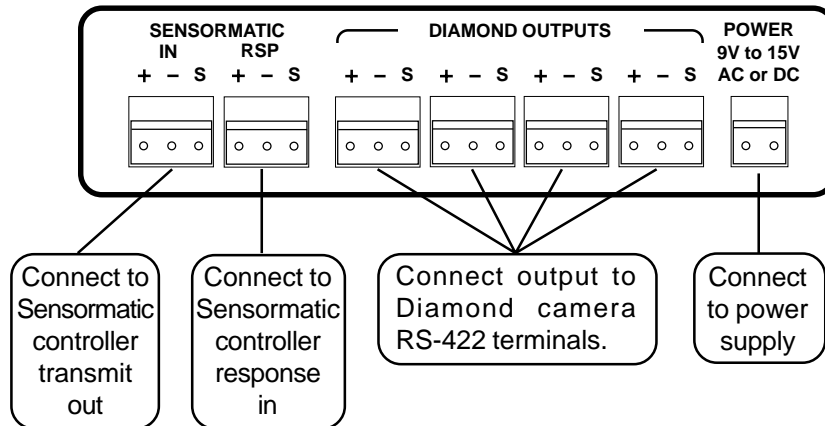 SENSORMATIC
IN RSP
+ − S + − S
DIAMOND OUTPUTS
+ − S + − S + − S + − S
POWER
9V to 15V
AC or DC
Connect to
Sensormatic
controller
transmit
out
Connect to
Sensormatic
controller
response
in
Connect output to
Diamond camera
RS-422 terminals.
Connect
to power
supply